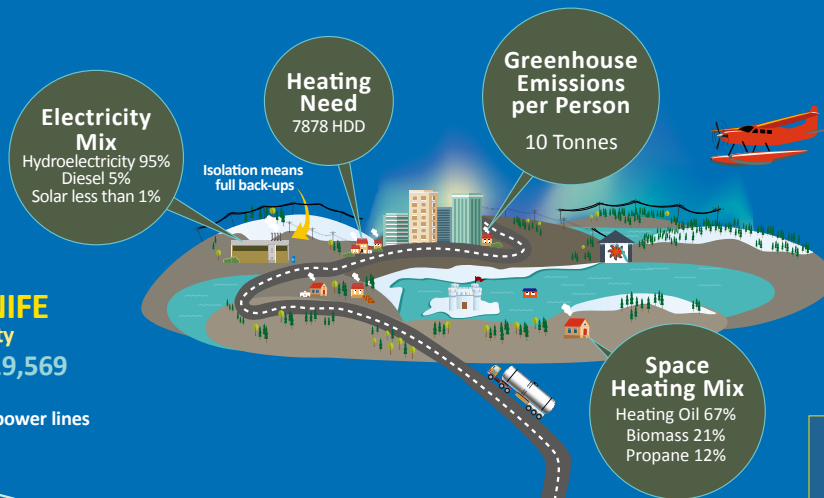 Electricity
Mix
Hydroelectricity 95%
Diesel 5%
Solar less than 1%
Heating
Need
7878 HDD
Greenhouse
Emissions
per Person
10 Tonnes
Isolation means
full back-ups
NIFE
ty
9,569
power lines
Space
Heating Mix
Heating Oil 67%
Biomass 21%
Propane 12%